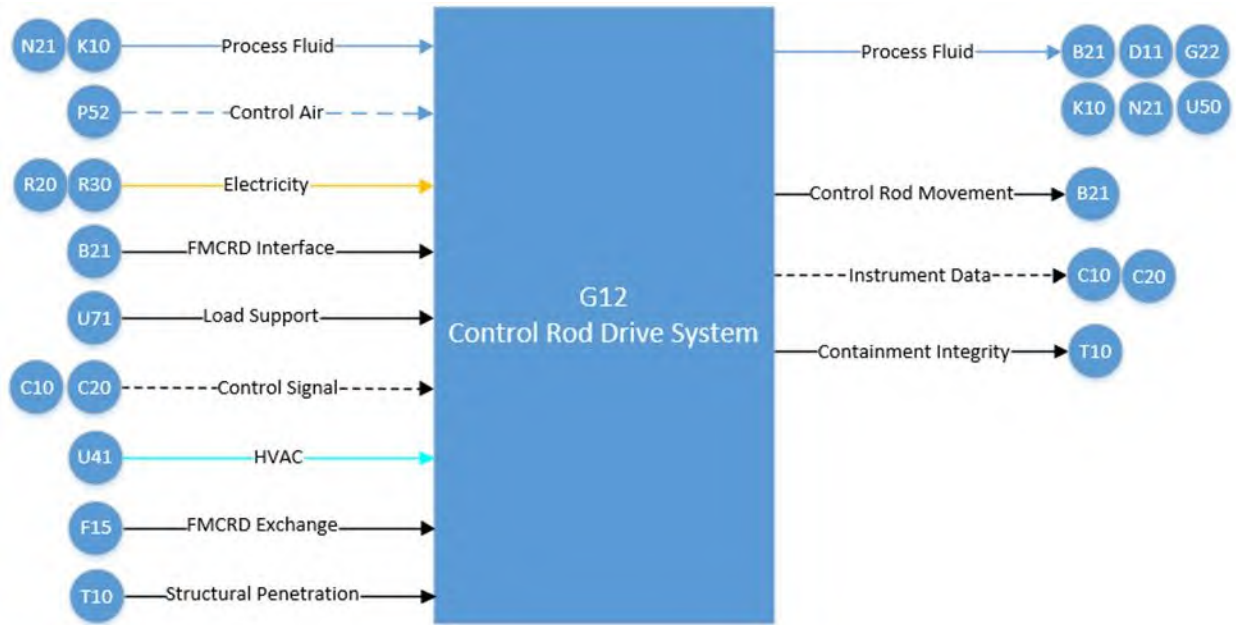 N21 K10 Process Fluid
P52 Control Air
R20 R30 Electricity
B21 FMCRD Interface
U71 Load Support
C10 C20 Control Signal
U41 HVAC
F15 FMCRD Exchange
T10 Structural Penetration
G12
Control Rod Drive System
Process Fluid B21 D11 G22
K10 N21 U50
Control Rod Movement B21
Instrument Data C10 C20
Containment Integrity T10